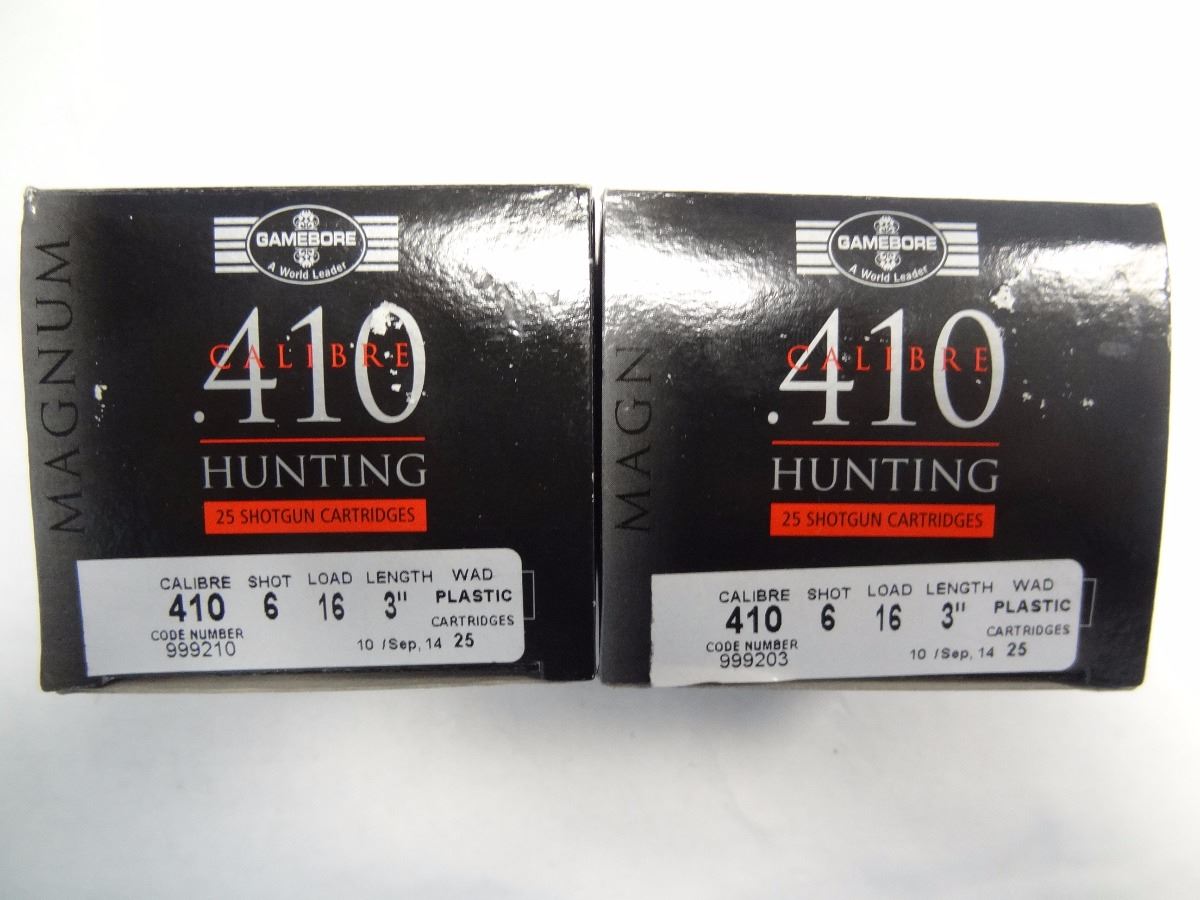 MAGNUM
GAMEBORE
A World Leader
.410
CALIBRE
HUNTING
25 SHOTGUN CARTRIDGES
CALIBRE SHOT LOAD LENGTH WAD
410 6 16 3" PLASTIC
CODE NUMBER CARTRIDGES
999210 10 /Sep, 14 25
MAGN
GAMEBORE
A World Leader
.410
CALIBRE
HUNTING
25 SHOTGUN CARTRIDGES
CALIBRE SHOT LOAD LENGTH WAD
410 6 16 3" PLASTIC
CODE NUMBER CARTRIDGES
999203 10 /Sep, 14 25